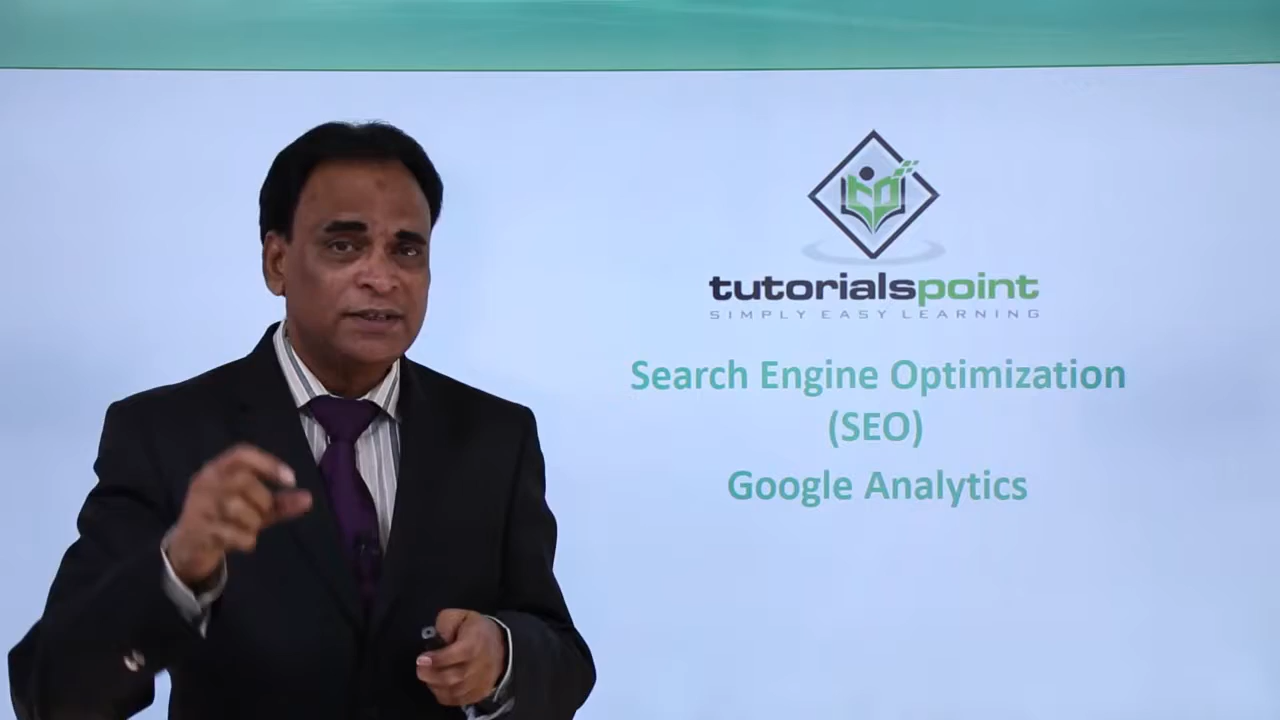 tutorialspoint
SIMPLY EASY LEARNING
Search Engine Optimization
(SEO)
Google Analytics